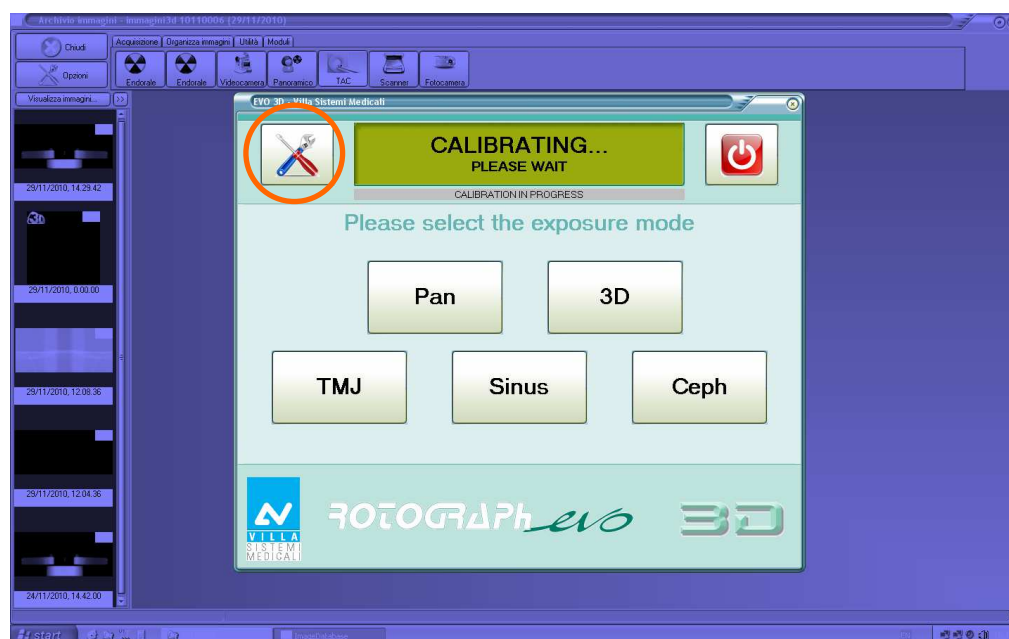 Archivio immagini - immagini3d 10110006 (29/11/2010)
Chiudi
Opzioni
Acquisizione Organizza immagini Utilità Moduli
Endorale Endorale Videocamera Panoramico TAC Scanner Fotocamera
Visualizza immagini... >>
29/11/2010, 14.29.42
3D
29/11/2010, 0.00.00
29/11/2010, 12.08.36
29/11/2010, 12.04.36
24/11/2010, 14.42.00
EVO 3D - Villa Sistemi Medicali
CALIBRATING...
PLEASE WAIT
CALIBRATION IN PROGRESS
Please select the exposure mode
Pan
3D
TMJ
Sinus
Ceph
VILLA
SISTEMI
MEDICALI
ROTOGRAPh evo 3D
start
ImageDatabase